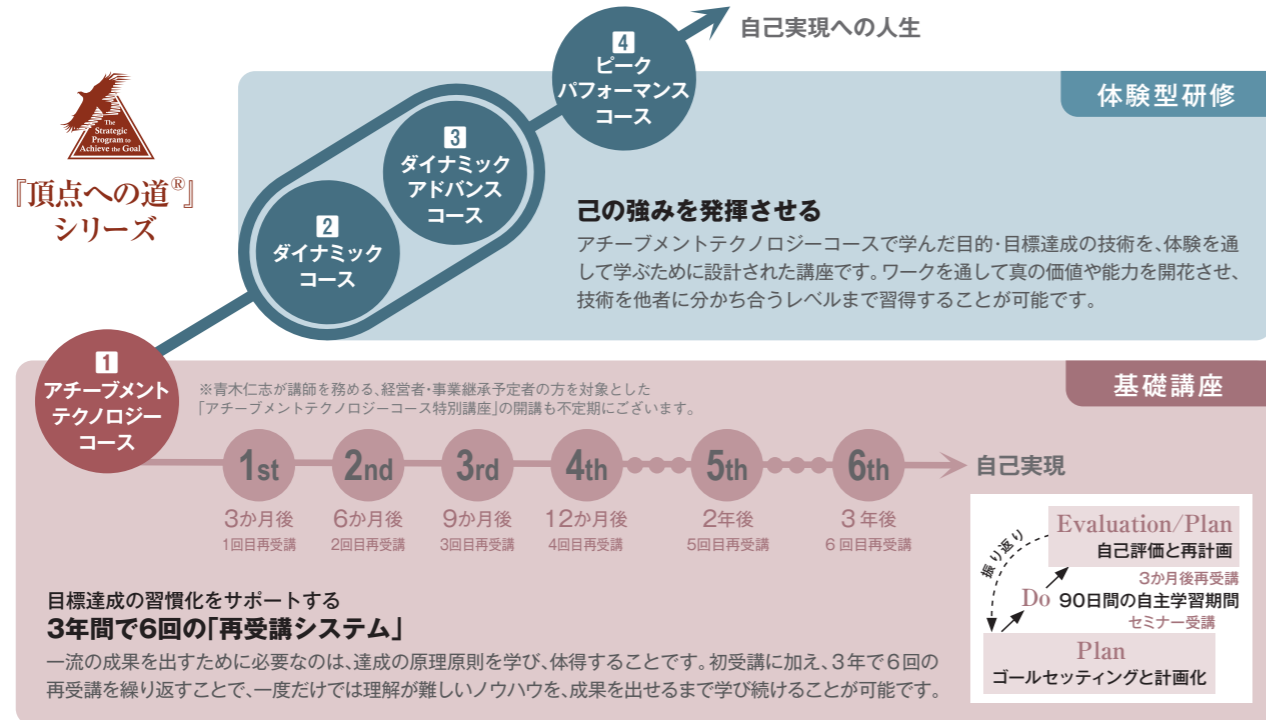 4
ピーク
パフォーマンス
コース
自己実現への人生
体験型研修
The
Strategic
Program to
Achieve the Goal
『頂点への道®』
シリーズ
3
ダイナミック
アドバンス
コース
2
ダイナミック
コース
己の強みを発揮させる
アチーブメントテクノロジーコースで学んだ目的・目標達成の技術を、体験を通
して学ぶために設計された講座です。ワークを通して真の価値や能力を開花させ、
技術を他者に分かち合うレベルまで習得することが可能です。
1
アチーブメント
テクノロジー
コース
※青木仁志が講師を務める、経営者・事業継承予定者の方を対象とした
「アチーブメントテクノロジーコース特別講座」の開講も不定期にございます。
基礎講座
1st 2nd 3rd 4th 5th 6th 自己実現
3か月後 6か月後 9か月後 12か月後 2年後 3年後
1回目再受講 2回目再受講 3回目再受講 4回目再受講 5回目再受講 6回目再受講
目標達成の習慣化をサポートする
3年間で6回の「再受講システム」
一流の成果を出すために必要なのは、達成の原理原則を学び、体得することです。初受講に加え、3年で6回の
再受講を繰り返すことで、一度だけでは理解が難しいノウハウを、成果を出せるまで学び続けることが可能です。
Evaluation/Plan
自己評価と再計画
振り返り
3か月後再受講
Do 90日間の自主学習期間
セミナー受講
Plan
ゴールセッティングと計画化